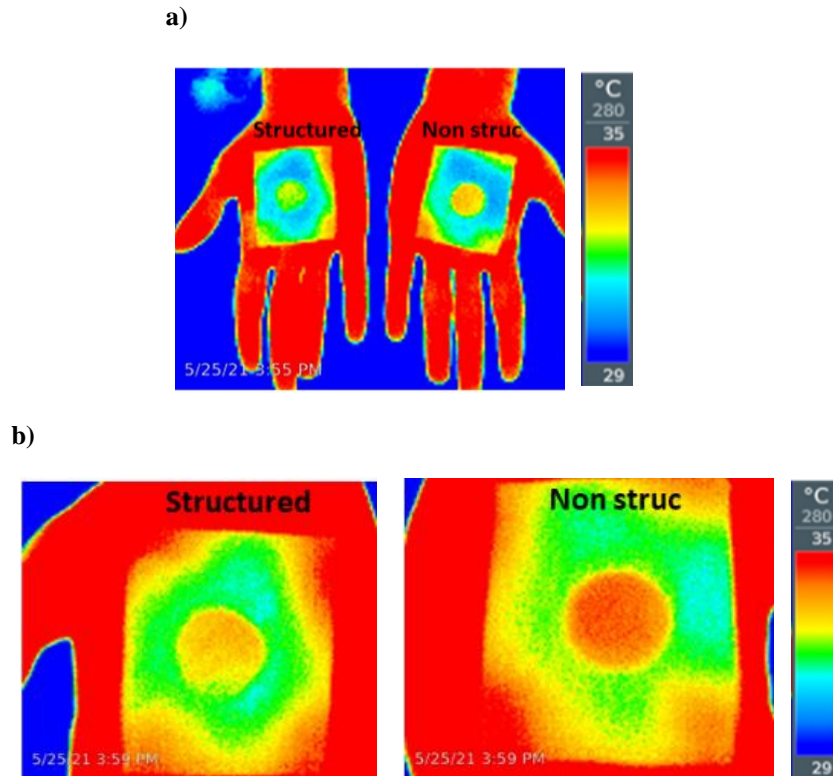 a)
°C
280
35
Structured
Non struc
5/25/21 3:55 PM
29
b)
Structured
Non struc
°C
280
35
5/25/21 3:59 PM
5/25/21 3:59 PM
29